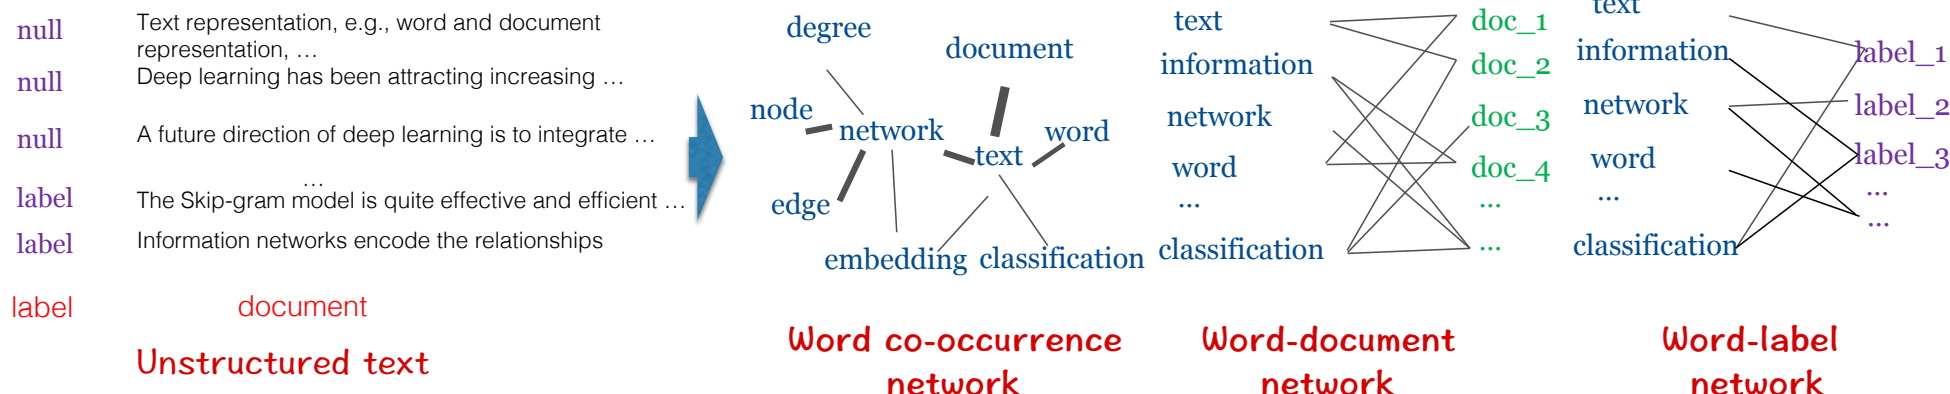 null Text representation, e.g., word and document
representation, …
null Deep learning has been attracting increasing …
null A future direction of deep learning is to integrate …
…
label The Skip-gram model is quite effective and efficient …
label Information networks encode the relationships
label document
Unstructured text
degree
document
node
network
word
text
edge
embedding classification
Word co-occurrence
network
text doc_1
information doc_2
network doc_3
word doc_4
... ...
classification ...
Word-document
network
text
information label_1
network label_2
word label_3
... ...
classification ...
Word-label
network